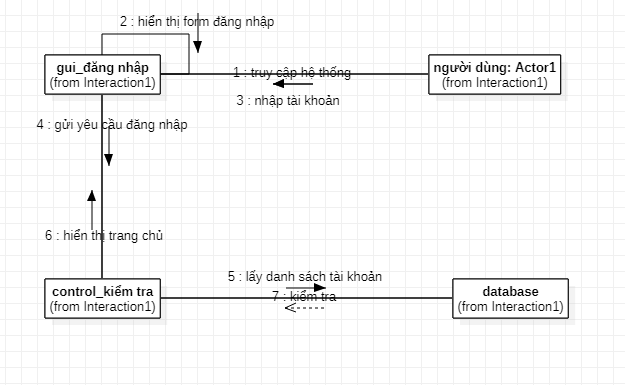 2 : hiển thị form đăng nhập
gui_đăng nhập
(from Interaction1)
1 : truy cập hệ thống
người dùng: Actor1
(from Interaction1)
3 : nhập tài khoản
4 : gửi yêu cầu đăng nhập
6 : hiển thị trang chủ
5 : lấy danh sách tài khoản
control_kiểm tra
(from Interaction1)
7 : kiểm tra
database
(from Interaction1)